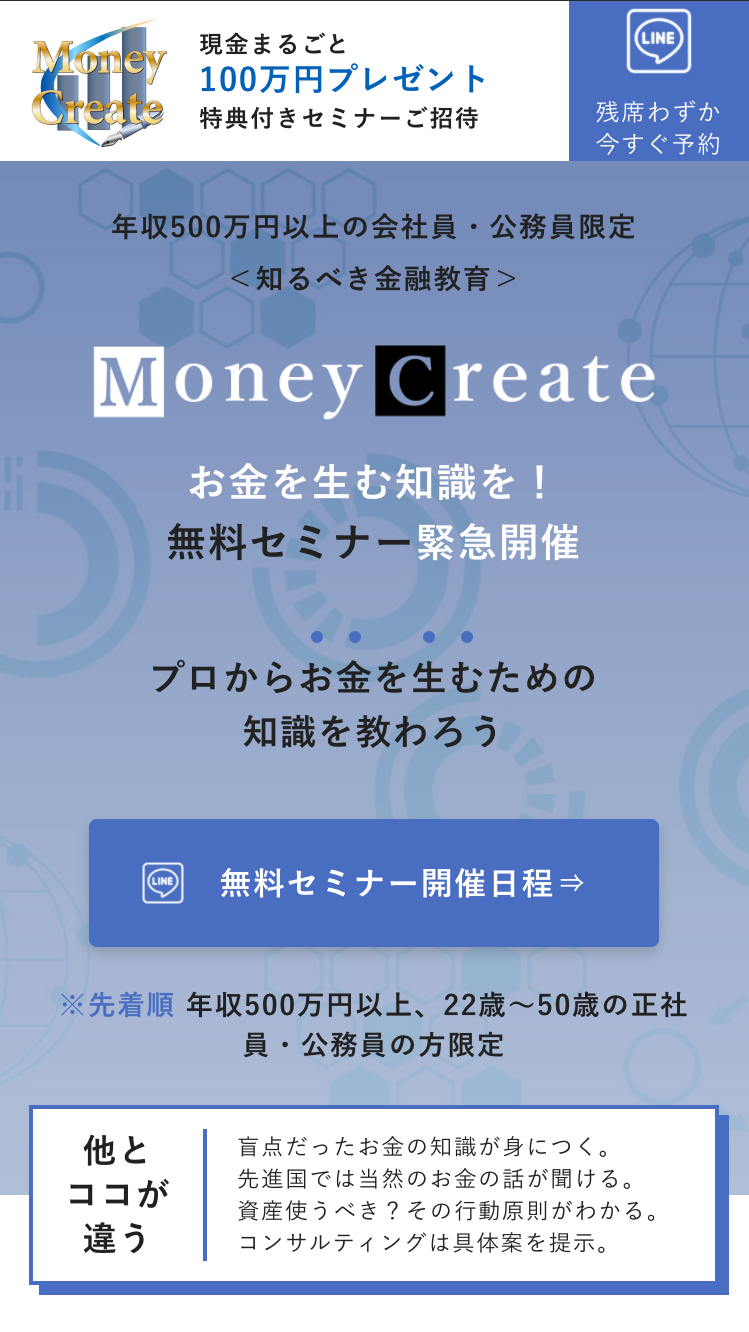 Money
Create
現金まるごと
100万円プレゼント
特典付きセミナーご招待
LINE
残席わずか
今すぐ予約
年収500万円以上の会社員・公務員限定
＜知るべき金融教育＞
Money Create
お金を生む知識を！
無料セミナー緊急開催
プロからお金を生むための
知識を教わろう
LINE 無料セミナー開催日程⇒
※先着順 年収500万円以上、22歳〜50歳の正社
員・公務員の方限定
他と
ココが
違う
盲点だったお金の知識が身につく。
先進国では当然のお金の話が聞ける。
資産使うべき？その行動原則がわかる。
コンサルティングは具体案を提示。